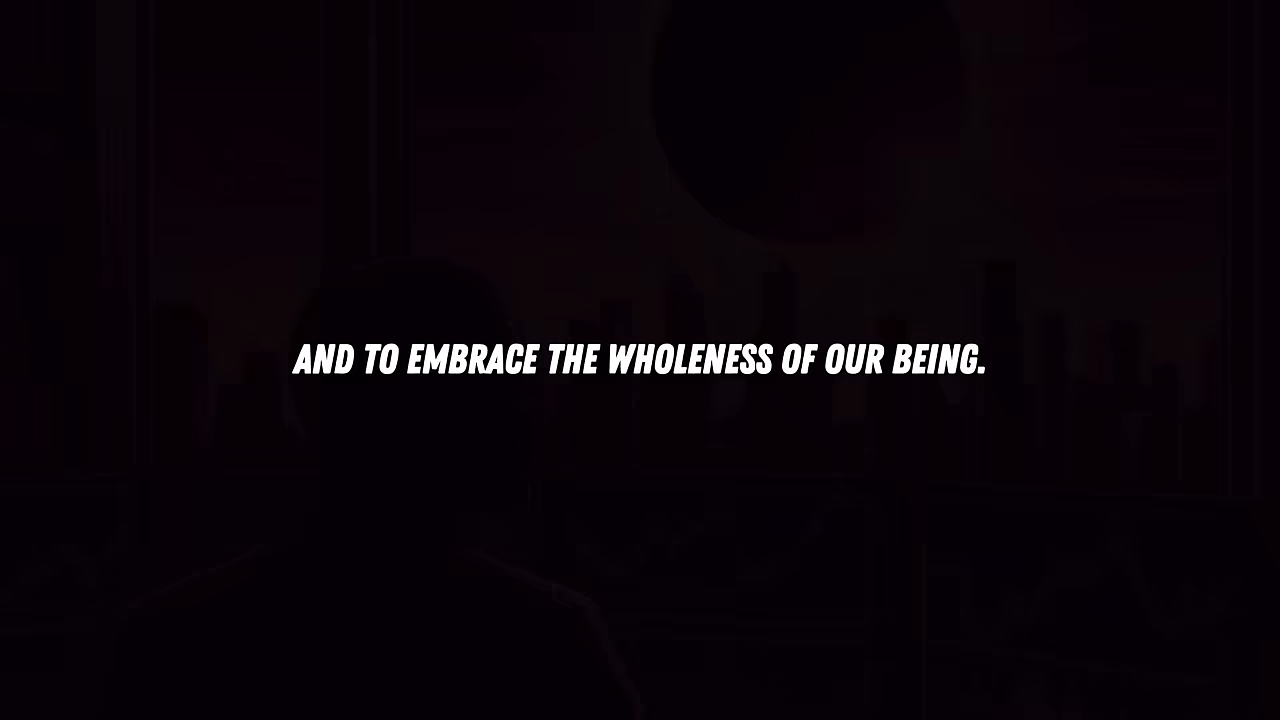 AND TO EMBRACE THE WHOLENESS OF OUR BEING.